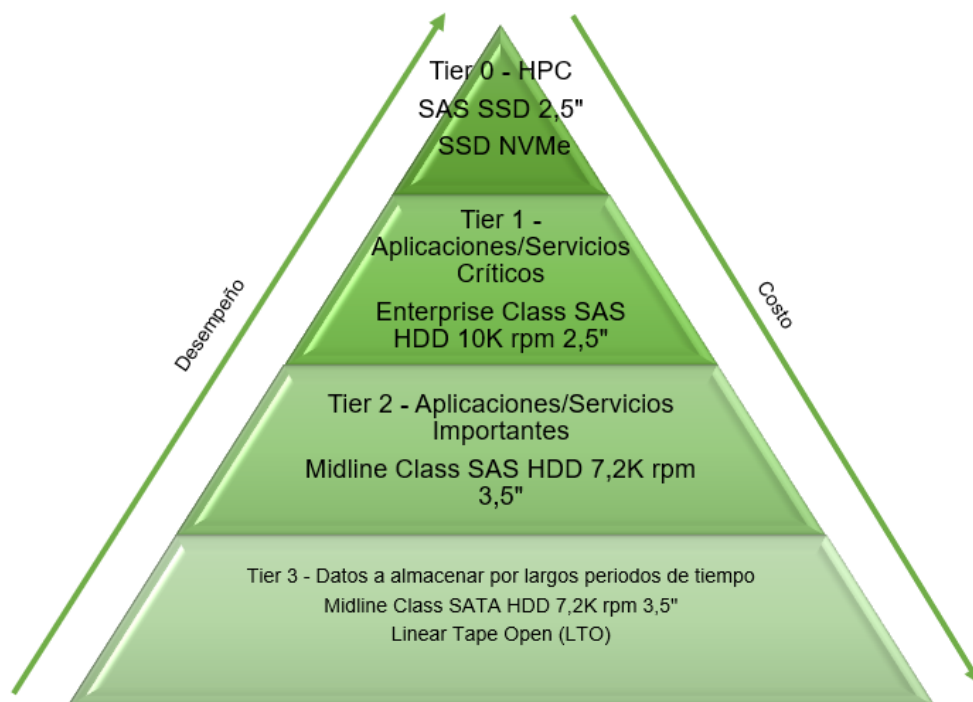 Tier 0 - HPC
SAS SSD 2,5"
SSD NVMe
Tier 1 -
Aplicaciones/Servicios
Críticos
Enterprise Class SAS
HDD 10K rpm 2,5"
Tier 2 - Aplicaciones/Servicios
Importantes
Midline Class SAS HDD 7,2K rpm
3,5"
Tier 3 - Datos a almacenar por largos periodos de tiempo
Midline Class SATA HDD 7,2K rpm 3,5"
Linear Tape Open (LTO)
Desempeño
Costo